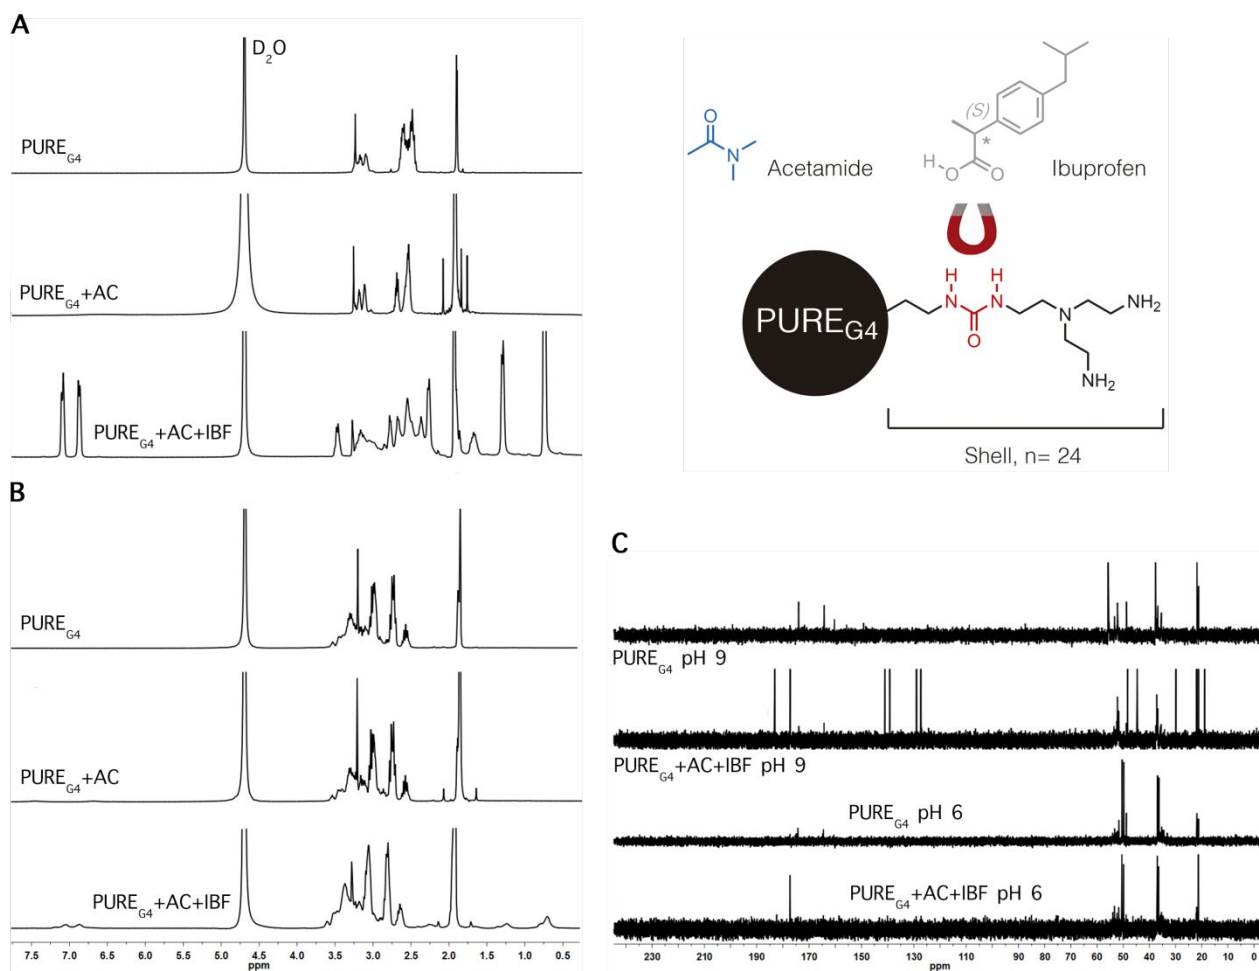 A
D2O
PUREG4
PUREG4+AC
PUREG4+AC+IBF
B
PUREG4
PUREG4+AC
PUREG4+AC+IBF
7.5 7.0 6.5 6.0 5.5 5.0 4.5 4.0 3.5 3.0 2.5 2.0 1.5 1.0 0.5
ppm
O
N
Acetamide
(S)
*
H
O
O
Ibuprofen
PUREG4
H
N
O
H
N
N
NH2
NH2
Shell, n= 24
C
PUREG4 pH 9
PUREG4+AC+IBF pH 9
PUREG4 pH 6
PUREG4+AC+IBF pH 6
230 210 190 170 150 130 110 90 80 70 60 50 40 30 20 10 0
ppm